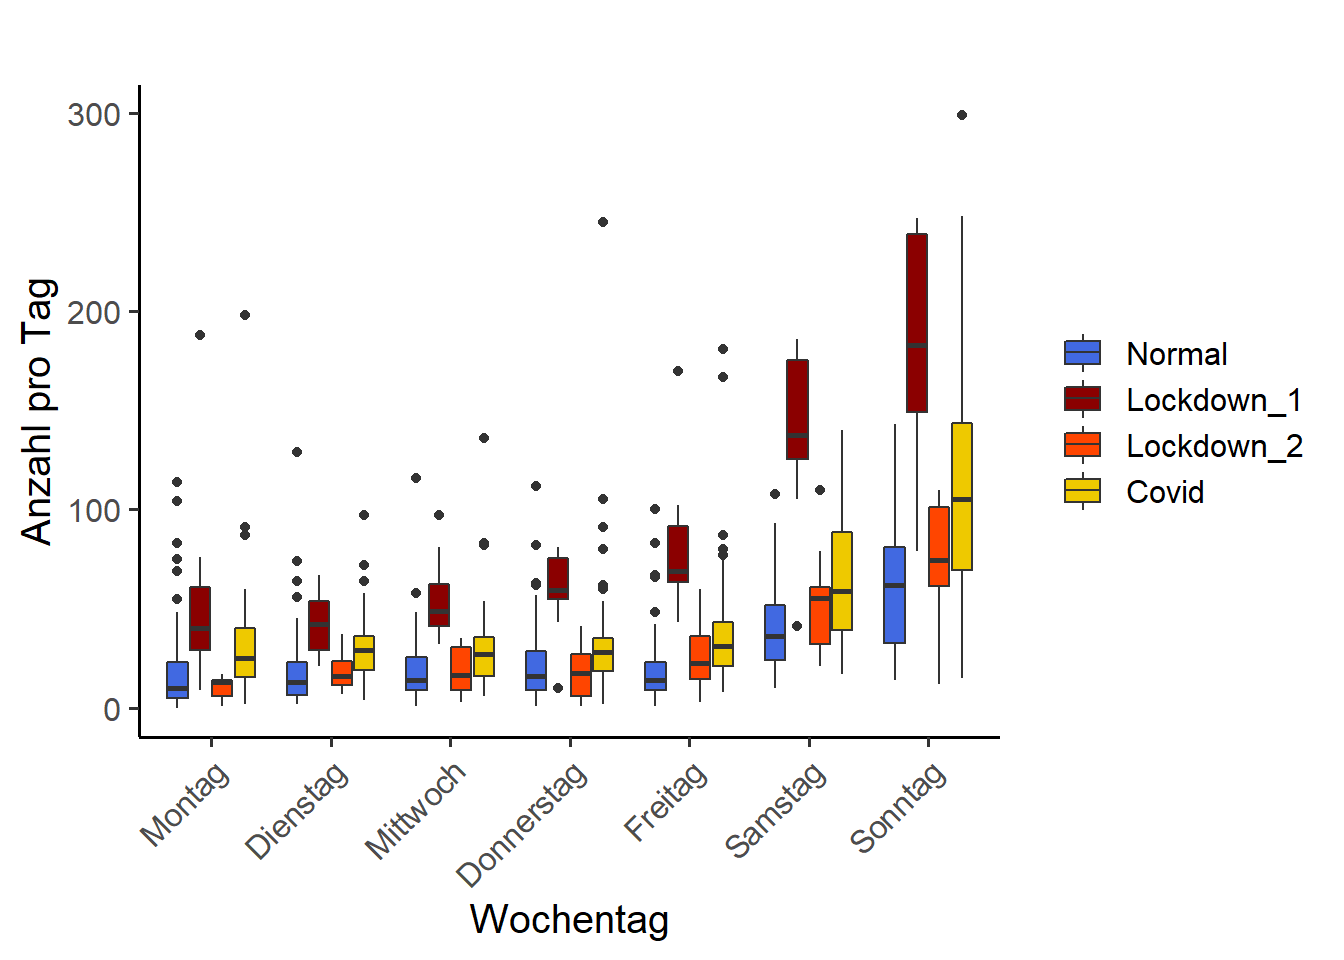 Anzahl pro Tag
300
200
100
0
Montag
Dienstag
Mittwoch
Donnerstag
Freitag
Samstag
Sonntag
Wochentag
Normal
Lockdown_1
Lockdown_2
Covid